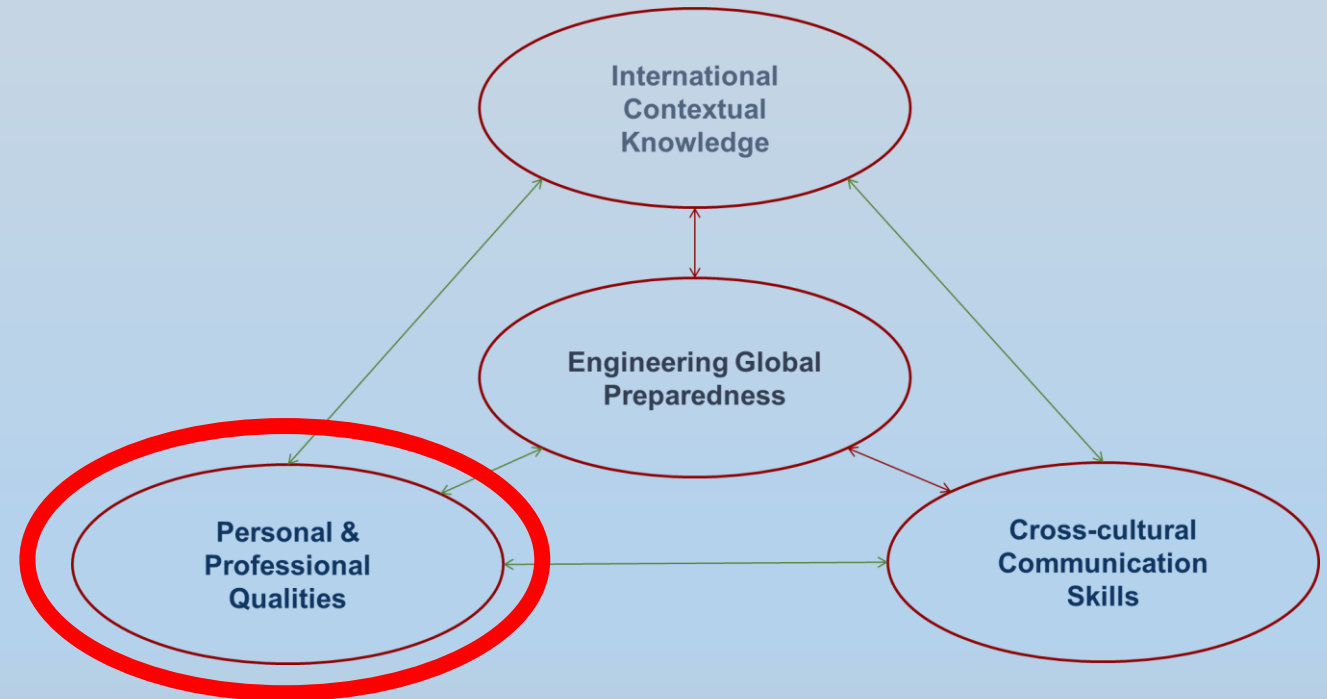 International
Contextual
Knowledge
Engineering Global
Preparedness
Personal &
Professional
Qualities
Cross-cultural
Communication
Skills